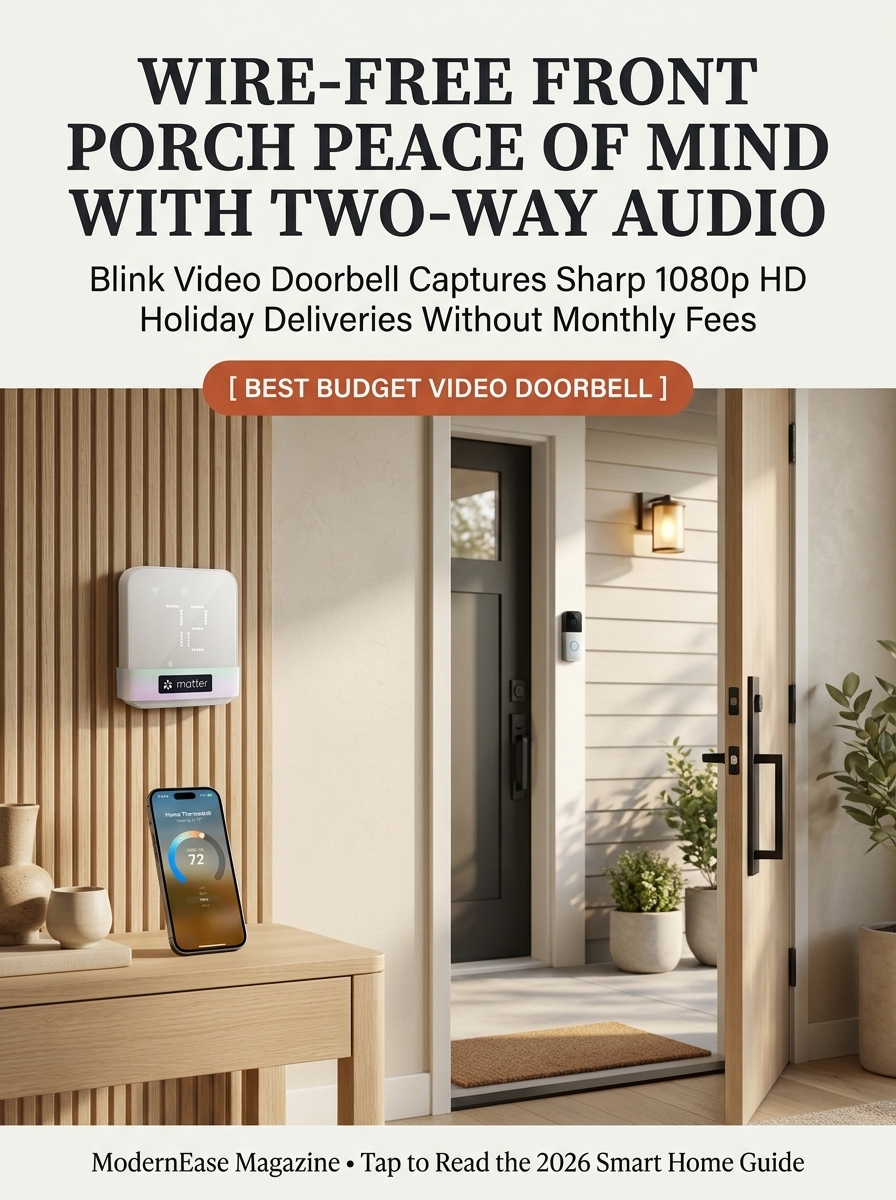 WIRE-FREE FRONT
PORCH PEACE OF MIND
WITH TWO-WAY AUDIO
Blink Video Doorbell Captures Sharp 1080p HD
Holiday Deliveries Without Monthly Fees
[ BEST BUDGET VIDEO DOORBELL ]
72
matter
72
ModernEase Magazine • Tap to Read the 2026 Smart Home Guide